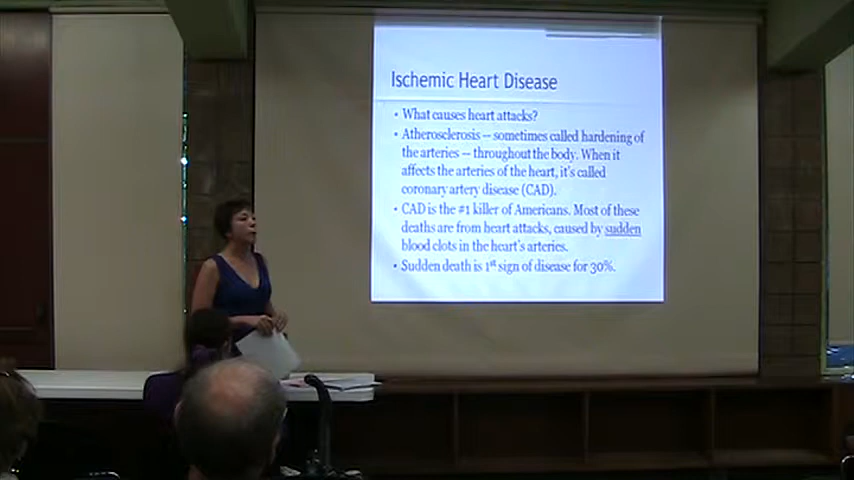 Ischemic Heart Disease
• What causes heart attacks?
• Atherosclerosis – sometimes called hardening of
the arteries – throughout the body. When it
affects the arteries of the heart, it's called
coronary artery disease (CAD).
• CAD is the #1 killer of Americans. Most of these
deaths are from heart attacks, caused by sudden
blood clots in the heart's arteries.
• Sudden death is 1st sign of disease for 30%.